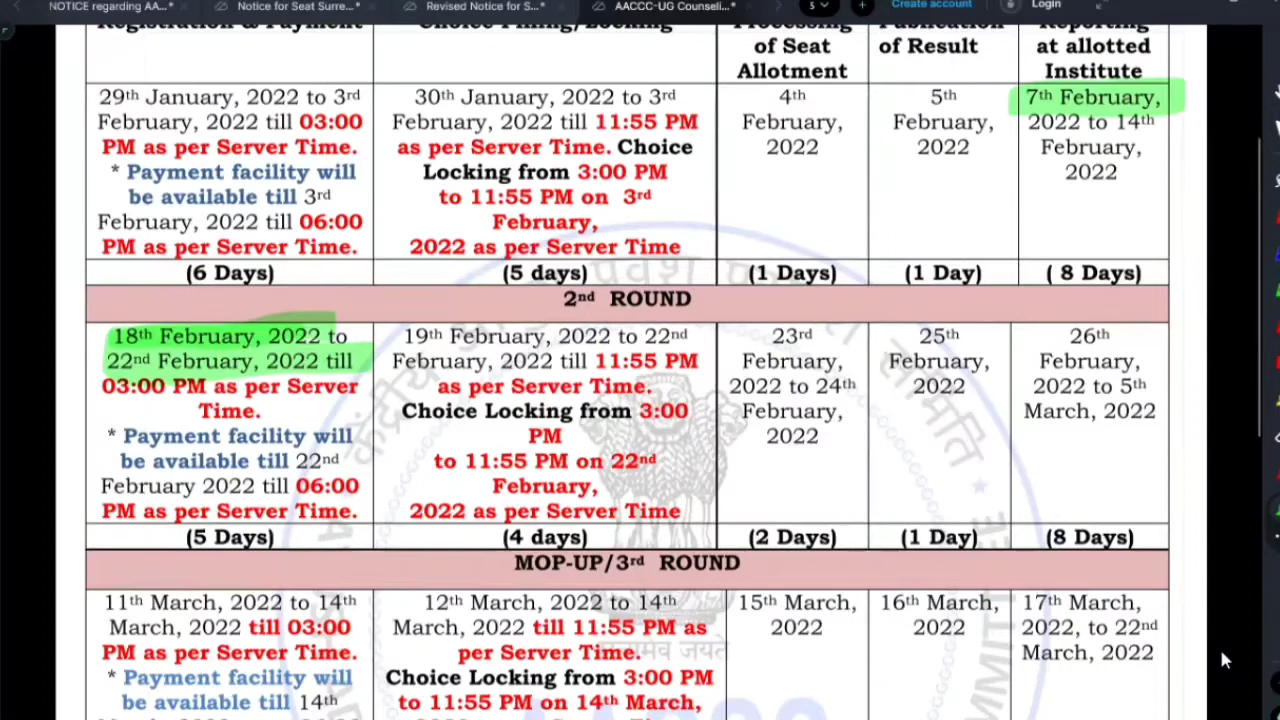 NOTICE regarding AA...*
Notice for Seat Surre...*
Revised Notice for S...*
AACCC-UG Counseli...*
5
Create account
Login
Registration & Payment
Choice Filling/Locking
Processing
of Seat
Allotment
of Result
Reporting
at allotted
Institute
29th January, 2022 to 3rd
February, 2022 till 03:00
PM as per Server Time.
* Payment facility will
be available till 3rd
February, 2022 till 06:00
PM as per Server Time.
30th January, 2022 to 3rd
February, 2022 till 11:55 PM
as per Server Time. Choice
Locking from 3:00 PM
to 11:55 PM on 3rd
February,
2022 as per Server Time
4th
February,
2022
5th
February,
2022
7th February,
2022 to 14th
February,
2022
(6 Days)
(5 days)
(1 Days)
(1 Day)
( 8 Days)
2nd ROUND
18th February, 2022 to
22nd February, 2022 till
03:00 PM as per Server
Time.
* Payment facility will
be available till 22nd
February 2022 till 06:00
PM as per Server Time.
19th February, 2022 to 22nd
February, 2022 till 11:55 PM
as per Server Time.
Choice Locking from 3:00
PM
to 11:55 PM on 22nd
February,
2022 as per Server Time
23rd
February,
2022 to 24th
February,
2022
25th
February,
2022
26th
February,
2022 to 5th
March, 2022
(5 Days)
(4 days)
(2 Days)
(1 Day)
(8 Days)
MOP-UP/3rd ROUND
11th March, 2022 to 14th
March, 2022 till 03:00
PM as per Server Time.
* Payment facility will
be available till 14th
12th March, 2022 to 14th
March, 2022 till 11:55 PM as
per Server Time.
Choice Locking from 3:00 PM
to 11:55 PM on 14th March,
15th March,
2022
16th March,
2022
17th March,
2022, to 22nd
March, 2022